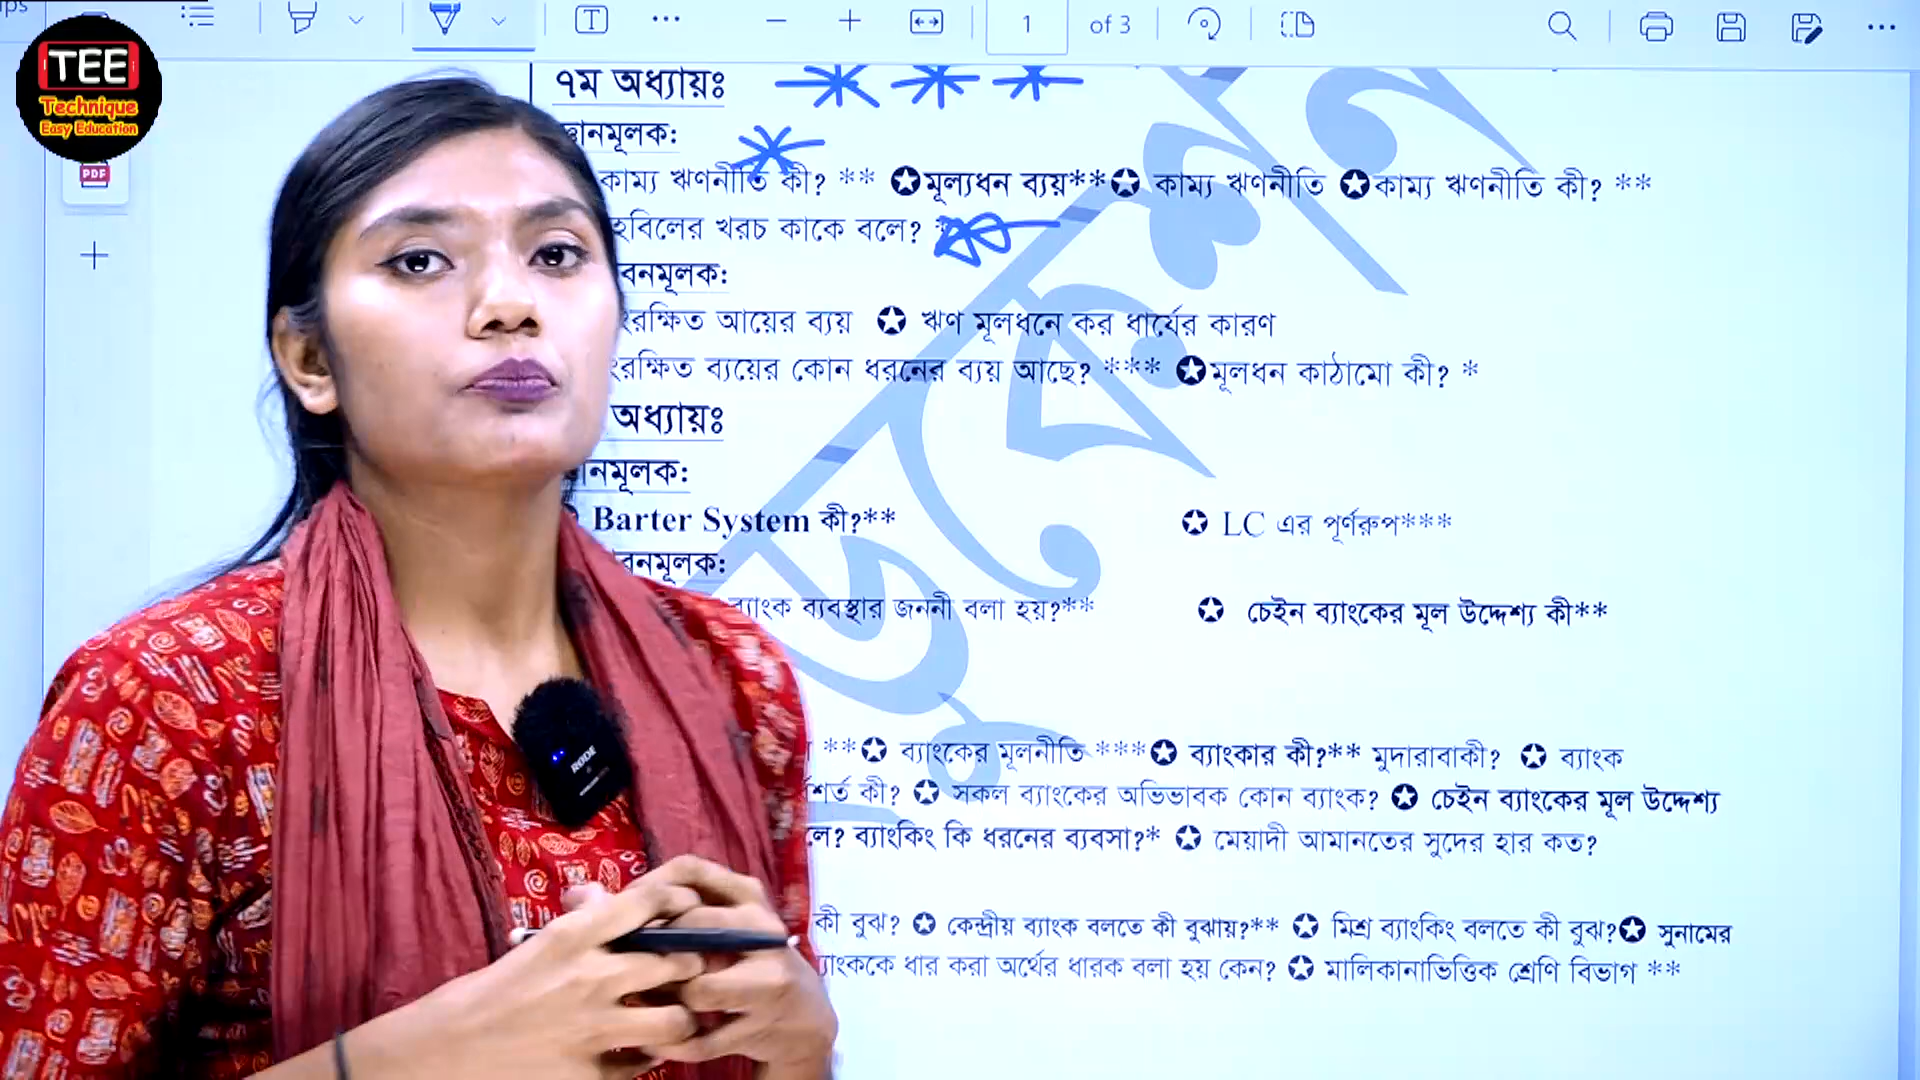 ps
1 of 3
TEE
Technique
Easy Education
PDF
৭ম অধ্যায়ঃ
জ্ঞানমূলক:
কাম্য ঋণনীতি কী? ** ✪মূল্যধন ব্যয়**✪ কাম্য ঋণনীতি ✪কাম্য ঋণনীতি কী? **
হবিলের খরচ কাকে বলে?
বনমূলক:
ংরক্ষিত আয়ের ব্যয় ✪ ঋণ মূলধনে কর ধার্যের কারণ
ংরক্ষিত ব্যয়ের কোন ধরনের ব্যয় আছে? *** ✪মূলধন কাঠামো কী? *
অধ্যায়ঃ
নমূলক:
Barter System কী?** ✪ LC এর পূর্ণরুপ***
বনমূলক:
ব্যাংক ব্যবস্থার জননী বলা হয়?** ✪ চেইন ব্যাংকের মূল উদ্দেশ্য কী**
** ✪ ব্যাংকের মূলনীতি ***✪ ব্যাংকার কী?** মুদারাবাকী? ✪ ব্যাংক
শর্ত কী? ✪ সকল ব্যাংকের অভিভাবক কোন ব্যাংক? ✪ চেইন ব্যাংকের মূল উদ্দেশ্য
লে? ব্যাংকিং কি ধরনের ব্যবসা?* ✪ মেয়াদী আমানতের সুদের হার কত?
কী বুঝ? ✪ কেন্দ্রীয় ব্যাংক বলতে কী বুঝায়?** ✪ মিশ্র ব্যাংকিং বলতে কী বুঝ?✪ সুনামের
্যাংককে ধার করা অর্থের ধারক বলা হয় কেন? ✪ মালিকানাভিত্তিক শ্রেণি বিভাগ **
RODE